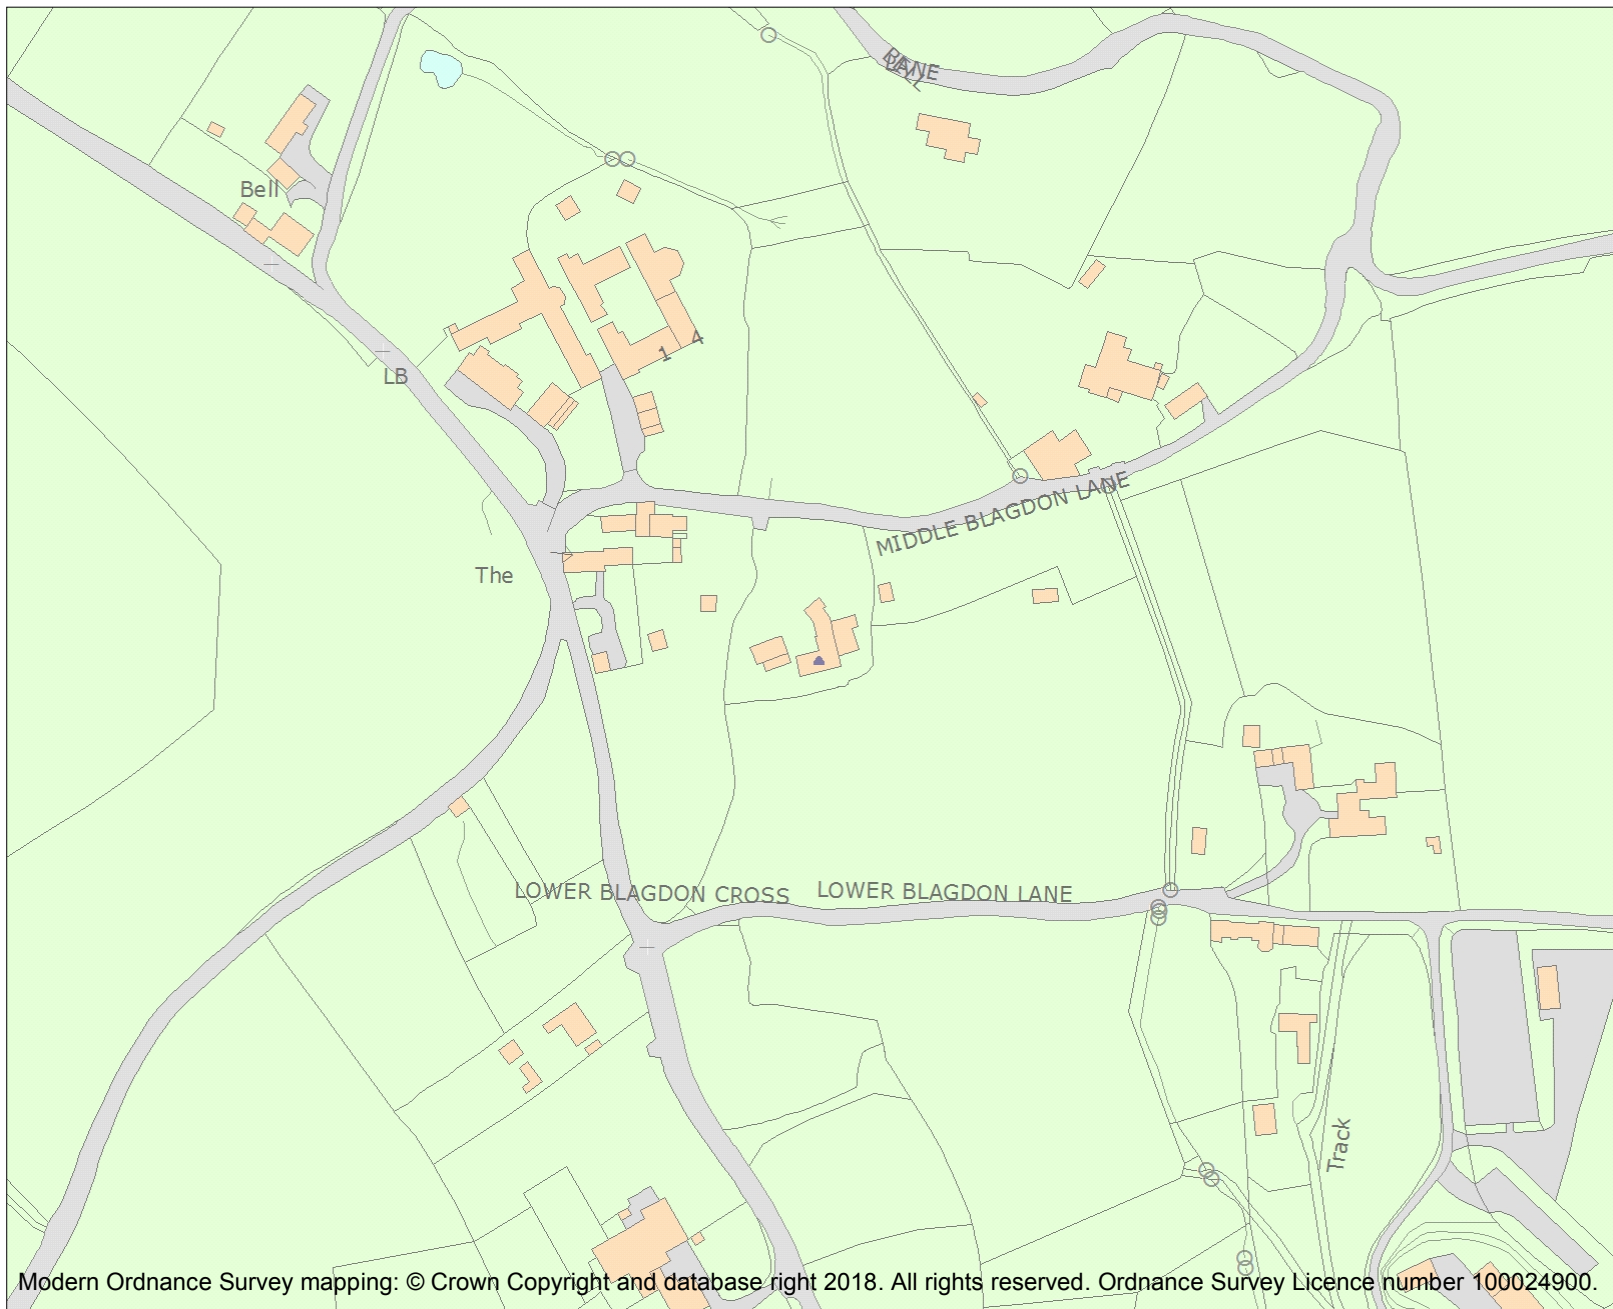 BANE
Bell
1 4
LB
MIDDLE BLAGDON LANE
The
LOWER BLAGDON CROSS
LOWER BLAGDON LANE
Track
Modern Ordnance Survey mapping: © Crown Copyright and database right 2018. All rights reserved. Ordnance Survey Licence number 100024900.